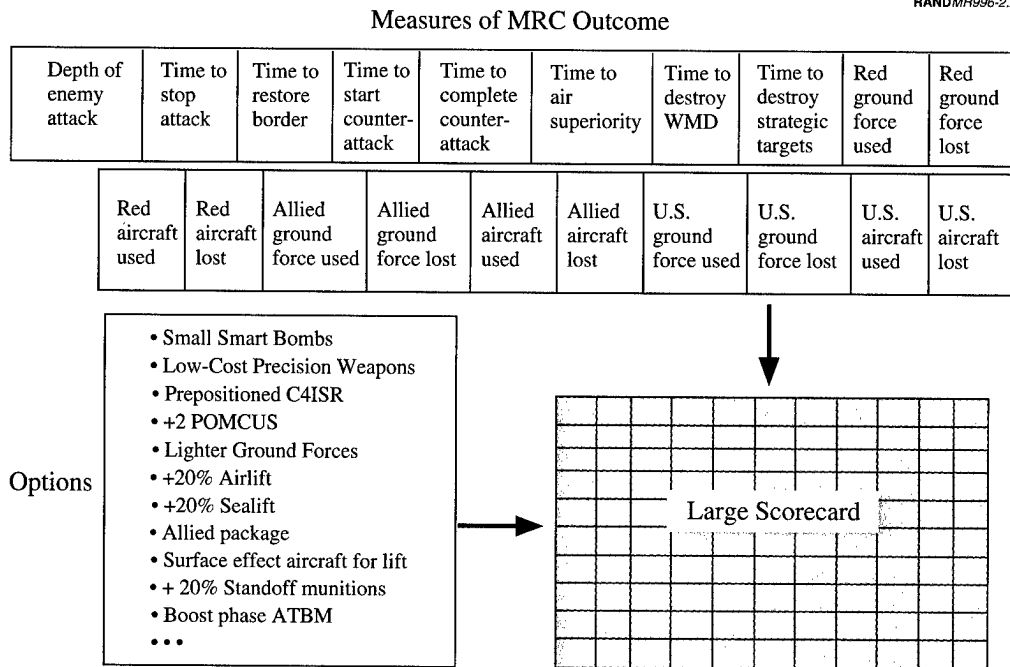 RANDMR996-2.
Measures of MRC Outcome
Depth of
enemy
attack
Time to
stop
attack
Time to
restore
border
Time to
start
counter-
attack
Time to
complete
counter-
attack
Time to
air
superiority
Time to
destroy
WMD
Time to
destroy
strategic
targets
Red
ground
force
used
Red
ground
force
lost
Red
aircraft
used
Red
aircraft
lost
Allied
ground
force used
Allied
ground
force lost
Allied
aircraft
used
Allied
aircraft
lost
U.S.
ground
force used
U.S.
ground
force lost
U.S.
aircraft
used
U.S.
aircraft
lost
Options
• Small Smart Bombs
• Low-Cost Precision Weapons
• Prepositioned C4ISR
• +2 POMCUS
• Lighter Ground Forces
• +20% Airlift
• +20% Sealift
• Allied package
• Surface effect aircraft for lift
• + 20% Standoff munitions
• Boost phase ATBM
• • •
Large Scorecard